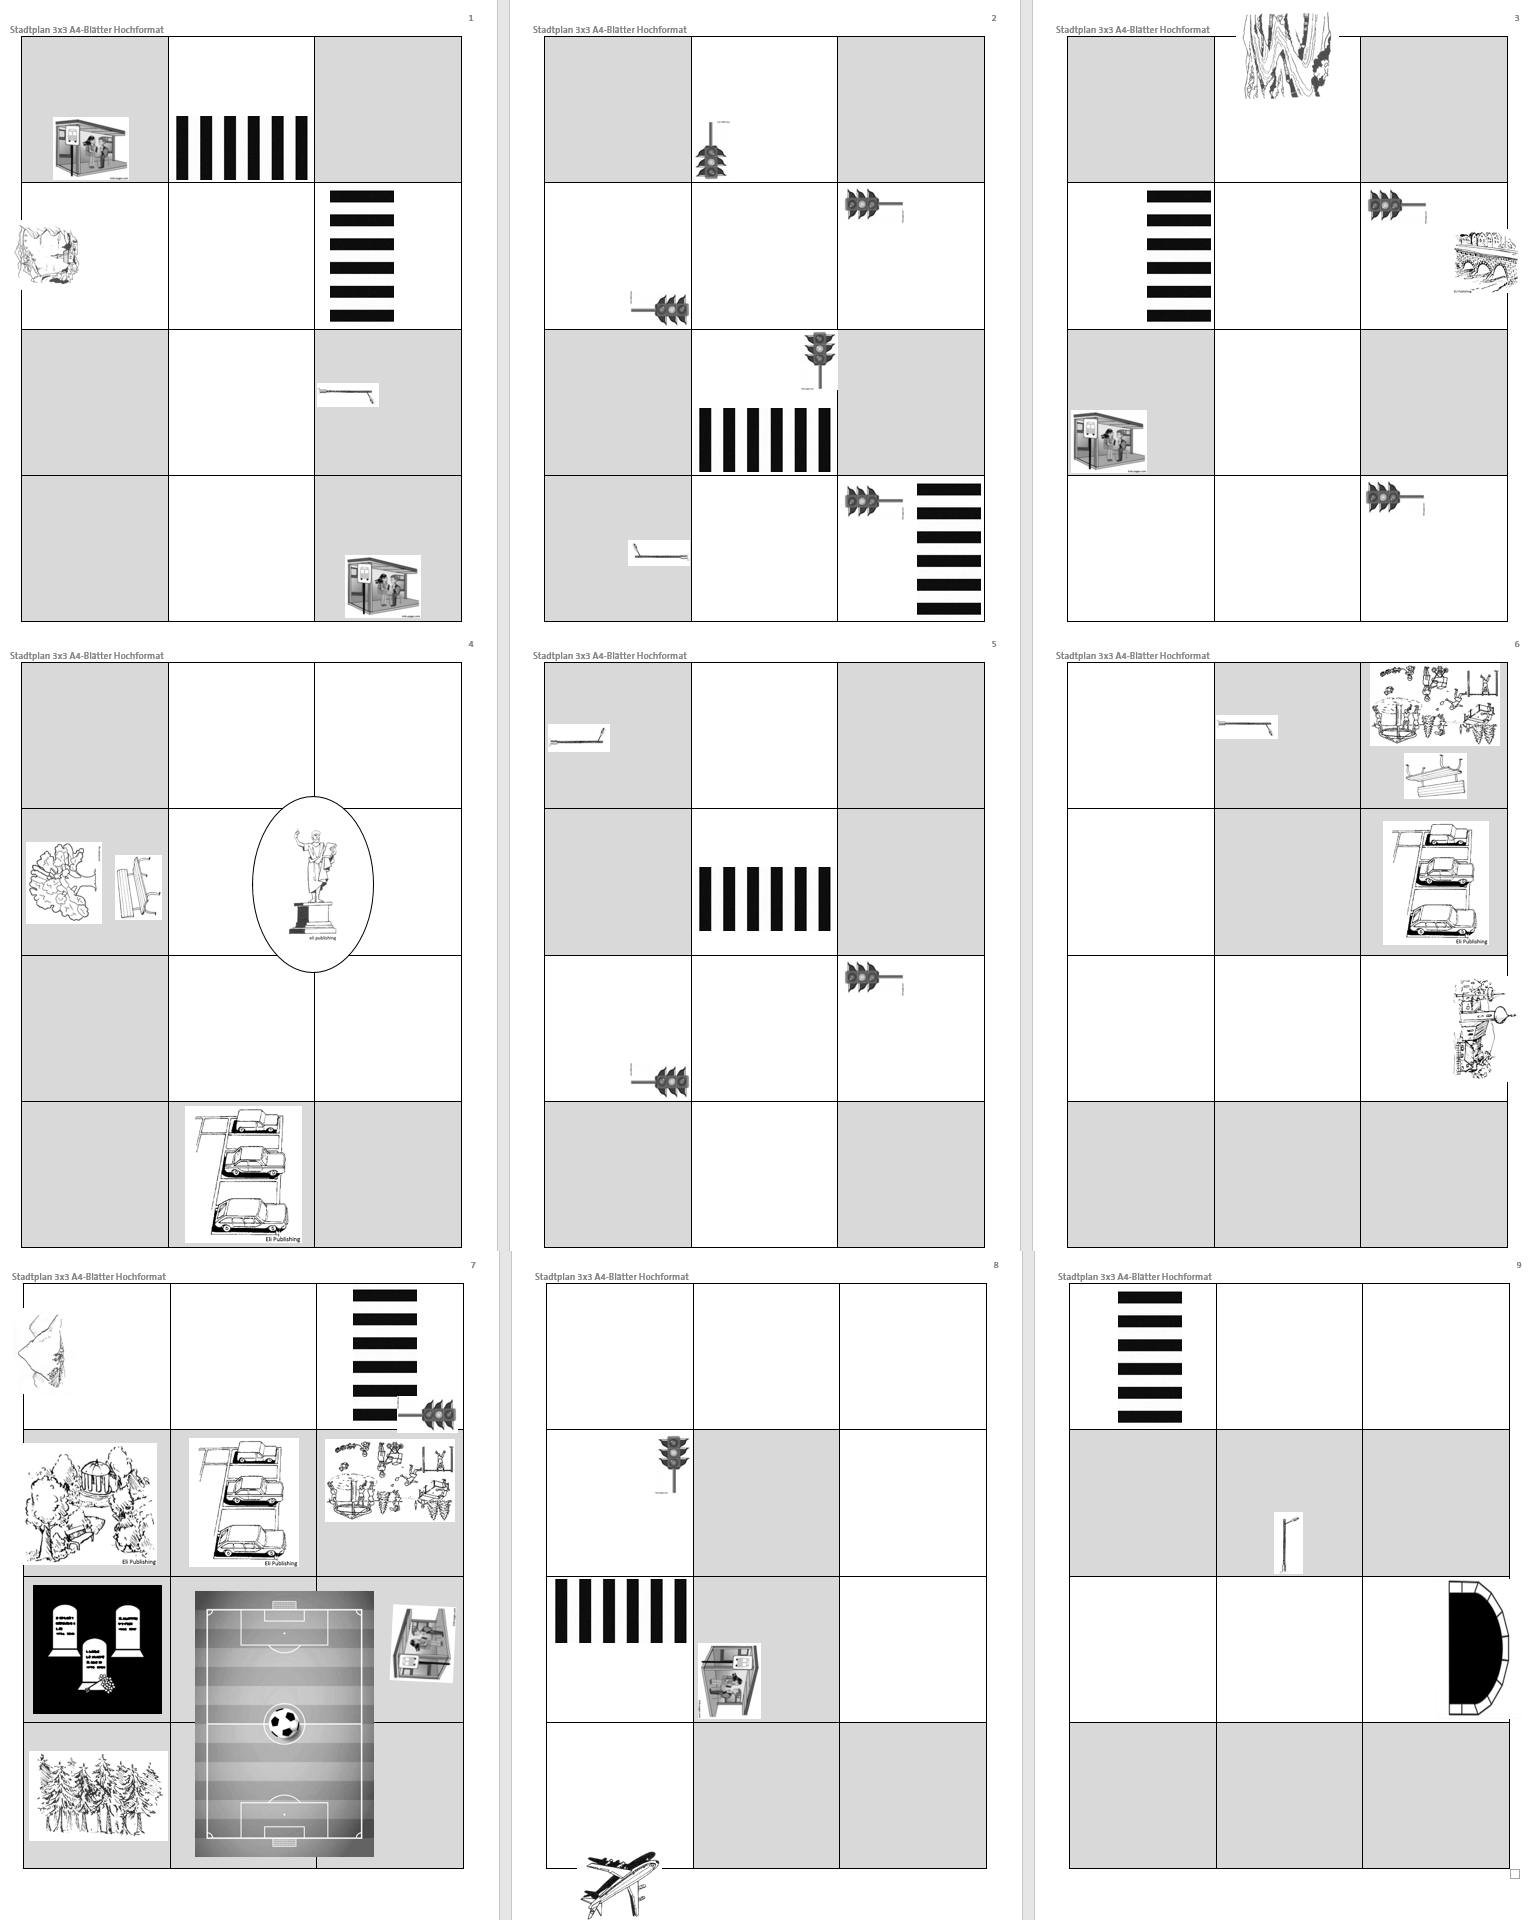 1
Stadtplan 3x3 A4-Blätter Hochformat
2
Stadtplan 3x3 A4-Blätter Hochformat
3
Stadtplan 3x3 A4-Blätter Hochformat
Eli Publishing
4
Stadtplan 3x3 A4-Blätter Hochformat
eli publishing
Eli Publishing
5
Stadtplan 3x3 A4-Blätter Hochformat
6
Stadtplan 3x3 A4-Blätter Hochformat
Eli Publishing
7
Stadtplan 3x3 A4-Blätter Hochformat
Eli Publishing
Eli Publishing
8
Stadtplan 3x3 A4-Blätter Hochformat
9
Stadtplan 3x3 A4-Blätter Hochformat